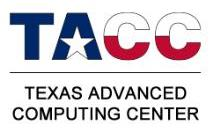 TACC
TEXAS ADVANCED
COMPUTING CENTER